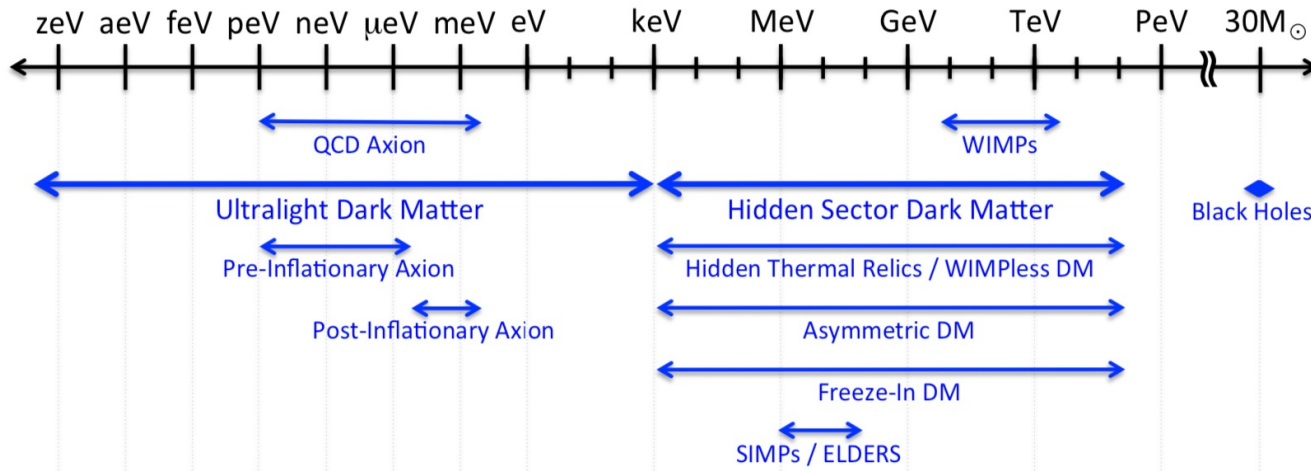 zeV aeV feV peV neV μeV meV eV keV MeV GeV TeV PeV 30M☉
QCD Axion
WIMPs
Ultralight Dark Matter
Hidden Sector Dark Matter
Black Holes
Pre-Inflationary Axion
Hidden Thermal Relics / WIMPless DM
Post-Inflationary Axion
Asymmetric DM
Freeze-In DM
SIMPs / ELDERS